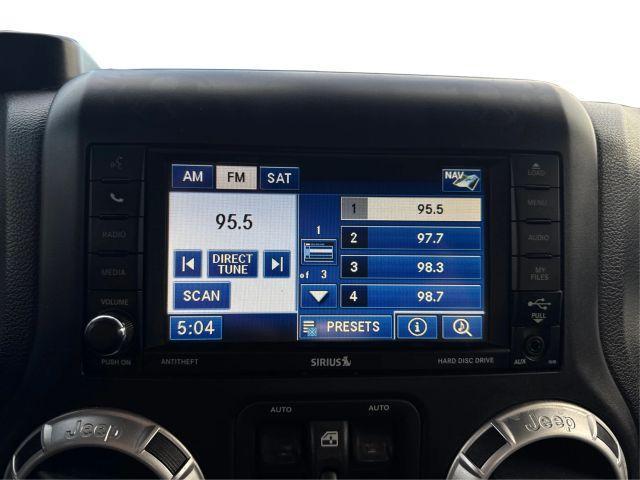 AM FM SAT NAV
LOAD
MENU
RADIO
AUDIO
MEDIA
MY
FILES
VOLUME
PULL
PUSH ON
AUX
95.5
DIRECT
TUNE
SCAN
5:04
1
of 3
1 95.5
2 97.7
3 98.3
4 98.7
PRESETS
ANTITHEFT
SIRIUS
HARD DISC DRIVE
Jeep
AUTO
AUTO
Jeep